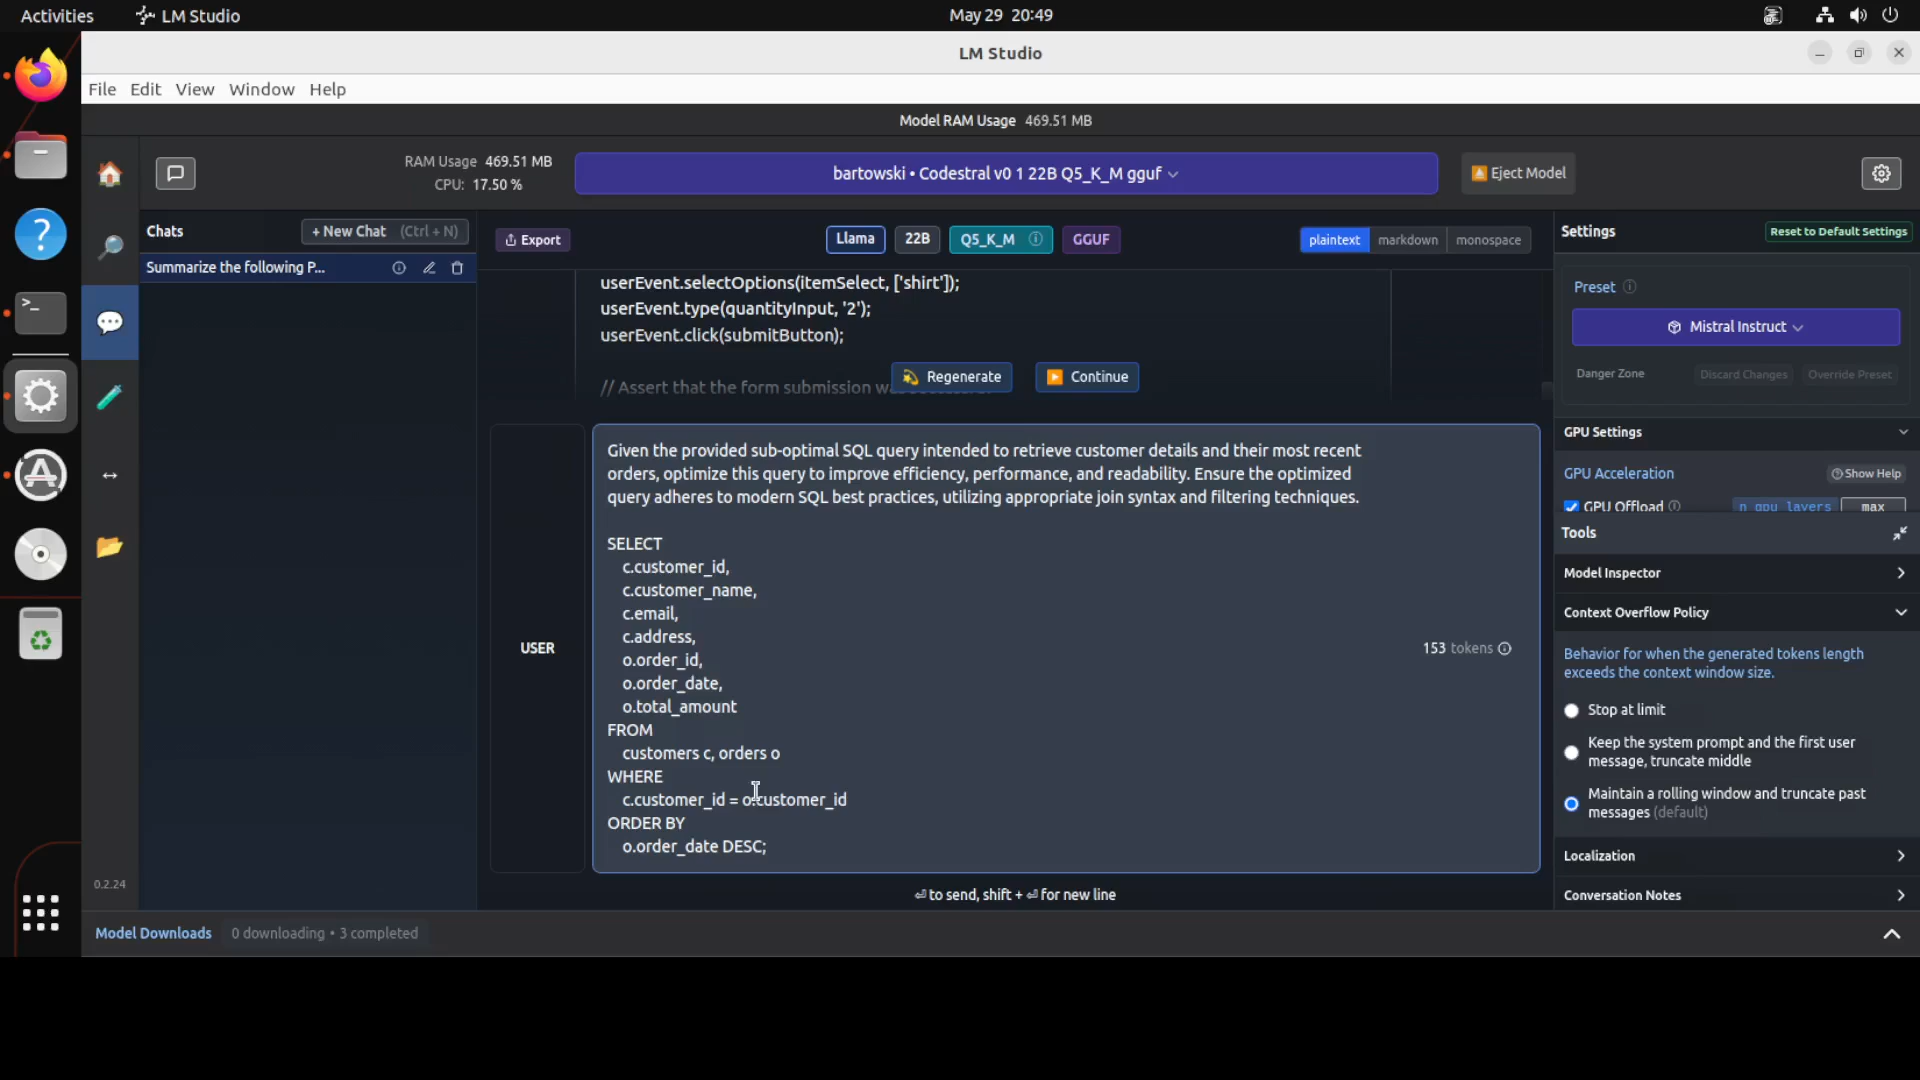 Activities
LM Studio
May 29 20:49
LM Studio
File Edit View Window Help
Model RAM Usage 469.51 MB
RAM Usage 469.51 MB
CPU: 17.50 %
bartowski • Codestral v0 1 22B Q5_K_M gguf
Eject Model
Chats
+ New Chat (Ctrl + N)
Export
Llama
22B
Q5_K_M
GGUF
plaintext
markdown
monospace
Settings
Reset to Default Settings
Summarize the following P...
userEvent.selectOptions(itemSelect, ['shirt']);
userEvent.type(quantityInput, '2');
userEvent.click(submitButton);
// Assert that the form submission
Regenerate
Continue
Preset
Mistral Instruct
Danger Zone
Discard Changes
Override Preset
GPU Settings
GPU Acceleration
Show Help
GPU Offload
n_gpu_layers
max
USER
Given the provided sub-optimal SQL query intended to retrieve customer details and their most recent
orders, optimize this query to improve efficiency, performance, and readability. Ensure the optimized
query adheres to modern SQL best practices, utilizing appropriate join syntax and filtering techniques.
SELECT
c.customer_id,
c.customer_name,
c.email,
c.address,
o.order_id,
o.order_date,
o.total_amount
FROM
customers c, orders o
WHERE
c.customer_id = o.customer_id
ORDER BY
o.order_date DESC;
153 tokens
⏎ to send, shift + ⏎ for new line
Tools
Model Inspector
Context Overflow Policy
Behavior for when the generated tokens length
exceeds the context window size.
Stop at limit
Keep the system prompt and the first user
message, truncate middle
Maintain a rolling window and truncate past
messages (default)
Localization
Conversation Notes
0.2.24
Model Downloads 0 downloading • 3 completed